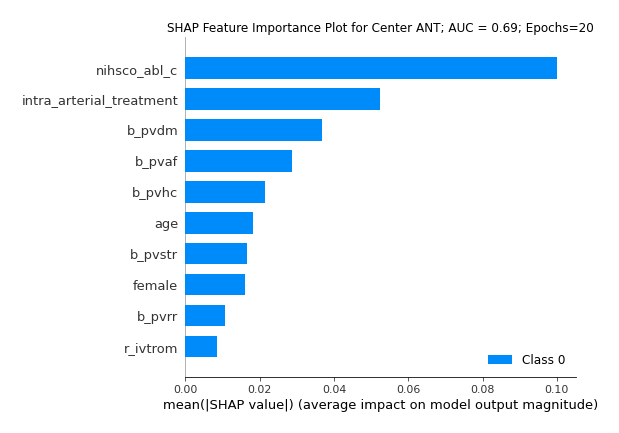 SHAP Feature Importance Plot for Center ANT; AUC = 0.69; Epochs=20
nihsco_abl_c
intra_arterial_treatment
b_pvdm
b_pvaf
b_pvhc
age
b_pvstr
female
b_pvrr
r_ivtrom
Class 0
0.00 0.02 0.04 0.06 0.08 0.10
mean(|SHAP value|) (average impact on model output magnitude)